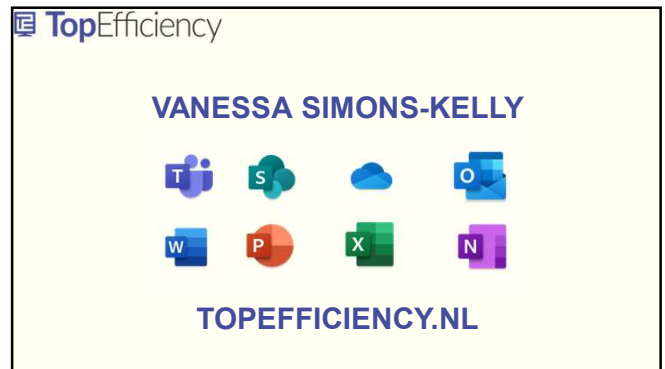 TopEfficiency
VANESSA SIMONS-KELLY
T S O
W P X N
TOPEFFICIENCY.NL